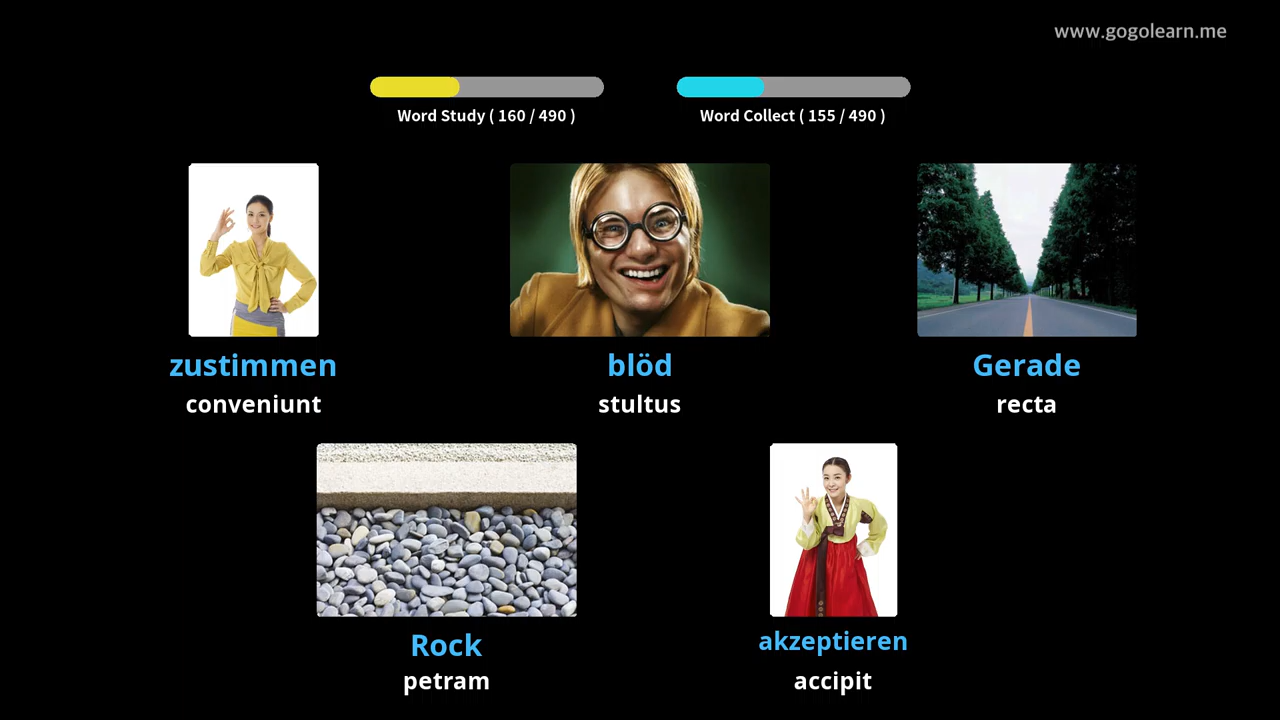 www.gogolearn.me
Word Study ( 160 / 490 )
Word Collect ( 155 / 490 )
zustimmen
conveniunt
blöd
stultus
Gerade
recta
Rock
petram
akzeptieren
accipit